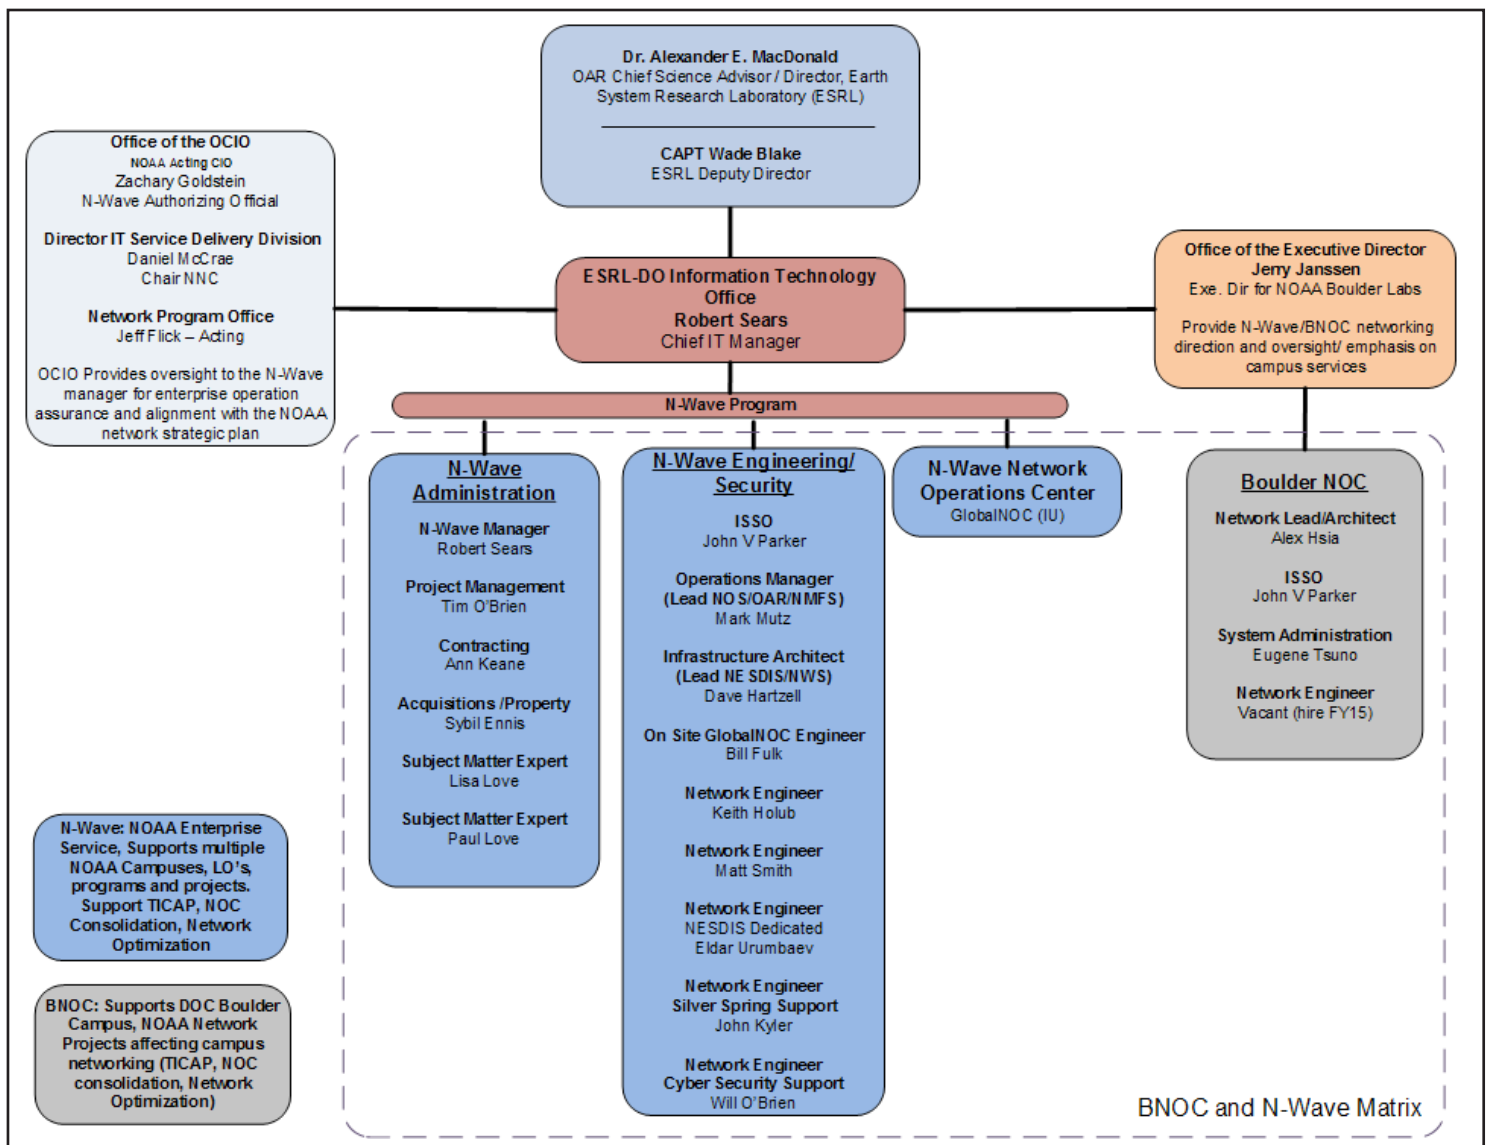 Dr. Alexander E. MacDonald
OAR Chief Science Advisor / Director, Earth
System Research Laboratory (ESRL)
CAPT Wade Blake
ESRL Deputy Director
Office of the OCIO
NOAA Acting CIO
Zachary Goldstein
N-Wave Authorizing Official
Director IT Service Delivery Division
Daniel McCrae
Chair NNC
Network Program Office
Jeff Flick – Acting
OCIO Provides oversight to the N-Wave
manager for enterprise operation
assurance and alignment with the NOAA
network strategic plan
ESRL-DO Information Technology
Office
Robert Sears
Chief IT Manager
Office of the Executive Director
Jerry Janssen
Exe. Dir for NOAA Boulder Labs
Provide N-Wave/BNOC networking
direction and oversight/ emphasis on
campus services
N-Wave Program
N-Wave
Administration
N-Wave Manager
Robert Sears
Project Management
Tim O'Brien
Contracting
Ann Keane
Acquisitions /Property
Sybil Ennis
Subject Matter Expert
Lisa Love
Subject Matter Expert
Paul Love
N-Wave Engineering/
Security
ISSO
John V Parker
Operations Manager
(Lead NOS/OAR/NMFS)
Mark Mutz
Infrastructure Architect
(Lead NESDIS/NWS)
Dave Hartzell
On Site GlobalNOC Engineer
Bill Fulk
Network Engineer
Keith Holub
Network Engineer
Matt Smith
Network Engineer
NESDIS Dedicated
Eldar Urumbaev
Network Engineer
Silver Spring Support
John Kyler
Network Engineer
Cyber Security Support
Will O'Brien
N-Wave Network
Operations Center
GlobalNOC (IU)
Boulder NOC
Network Lead/Architect
Alex Hsia
ISSO
John V Parker
System Administration
Eugene Tsuno
Network Engineer
Vacant (hire FY15)
N-Wave: NOAA Enterprise
Service, Supports multiple
NOAA Campuses, LO's,
programs and projects.
Support TICAP, NOC
Consolidation, Network
Optimization
BNOC: Supports DOC Boulder
Campus, NOAA Network
Projects affecting campus
networking (TICAP, NOC
consolidation, Network
Optimization)
BNOC and N-Wave Matrix